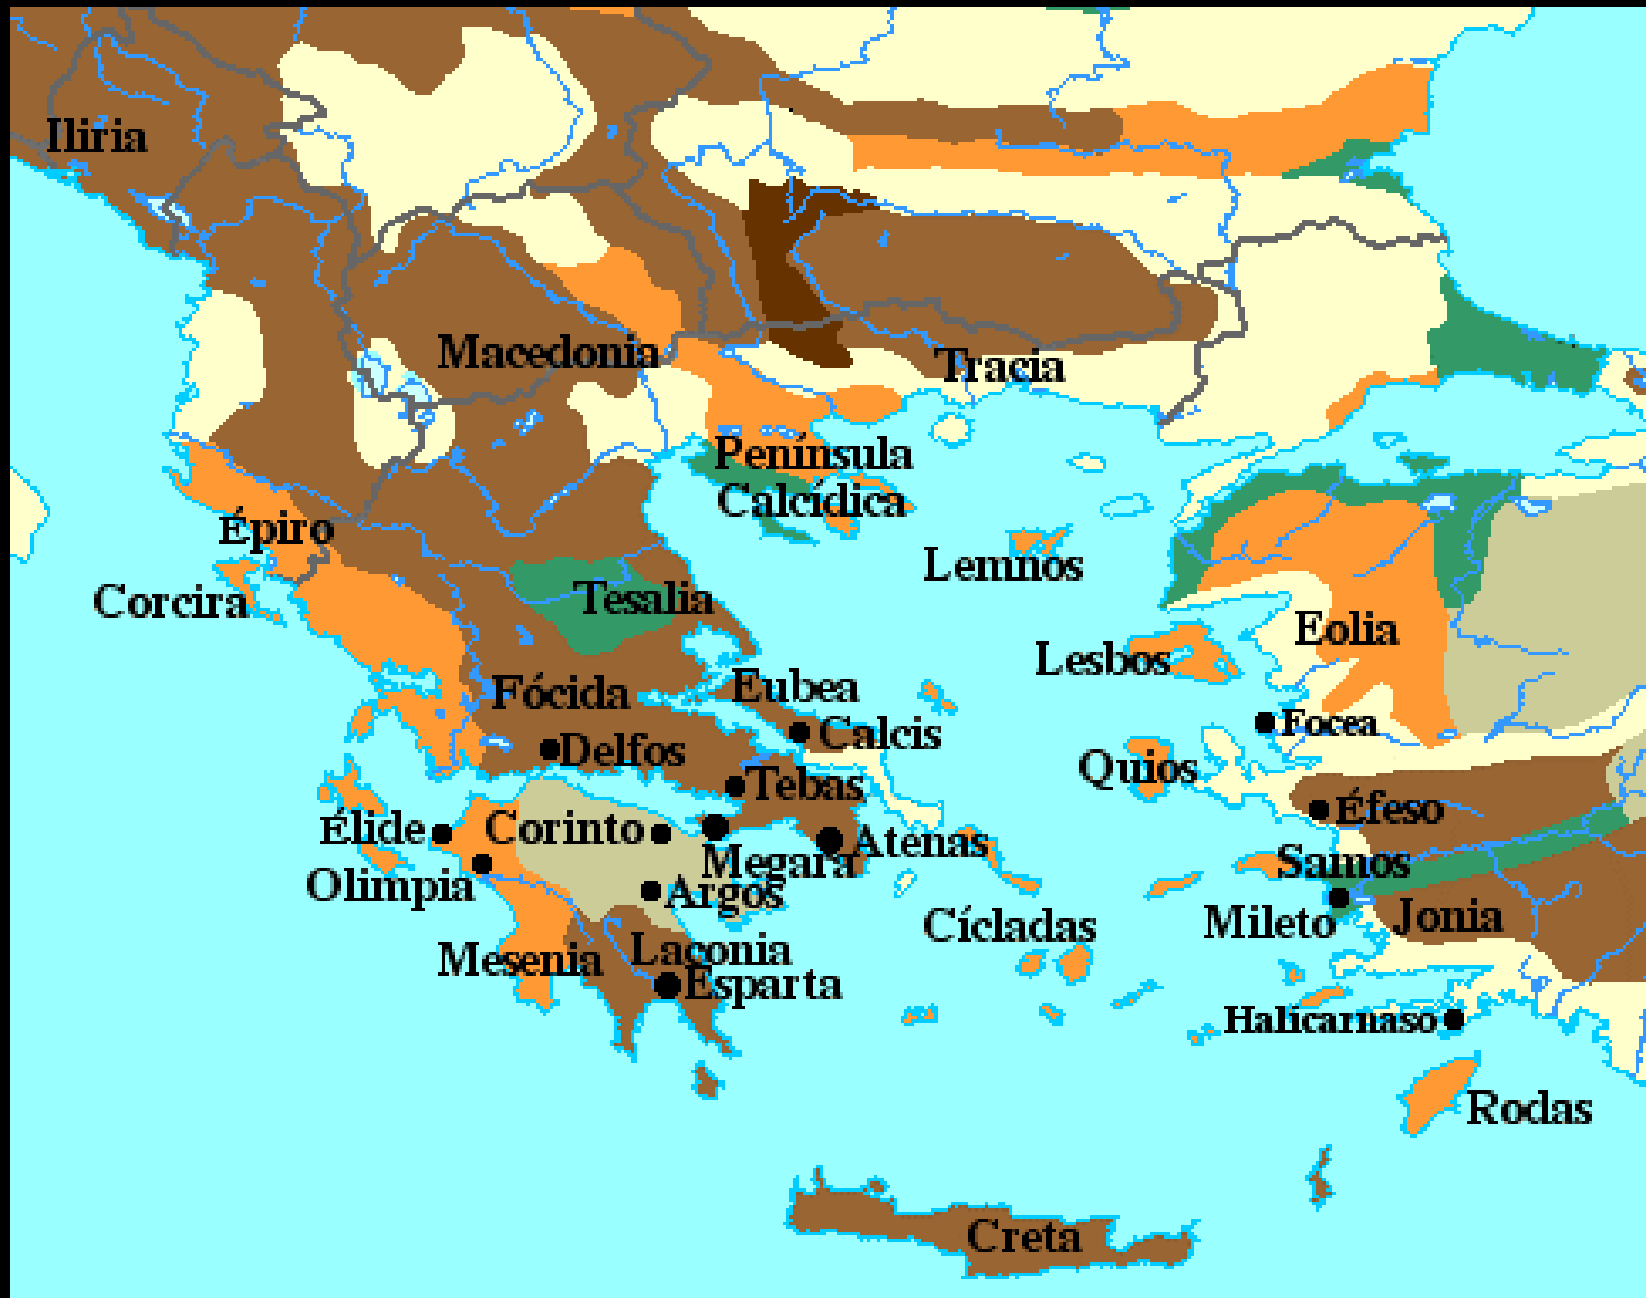 Iliria
Macedonia
Tracia
Península
Calcídica
Épiro
Lemnos
Corcira
Tesalia
Eolia
Lesbos
Fócida
Eubea
Focea
Calcis
Delfos
Quios
Tebas
Éfeso
Élide
Corinto
Atenas
Megara
Samos
Olimpia
Argos
Mileto
Jonia
Cícladas
Laconia
Mesenia
Esparta
Halicarnaso
Rodas
Creta